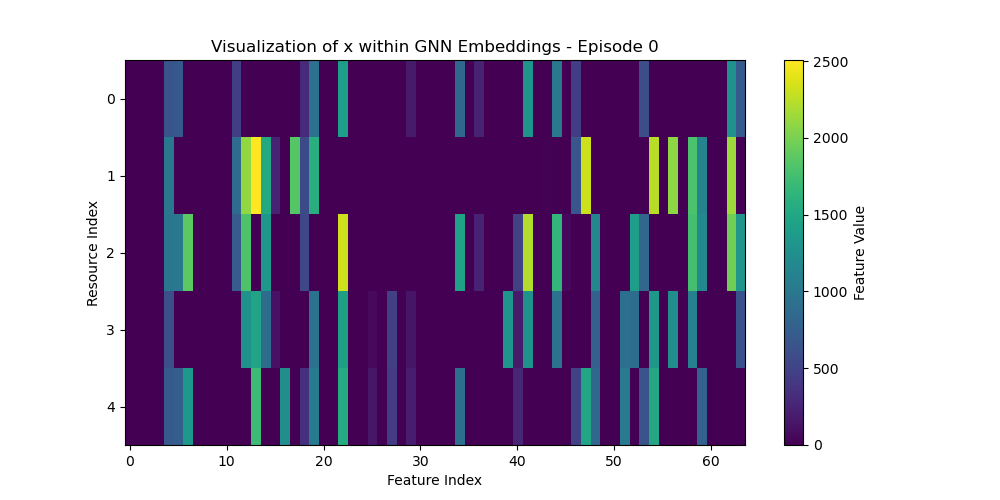 Visualization of x within GNN Embeddings - Episode 0
Resource Index
0
1
2
3
4
0 10 20 30 40 50 60
Feature Index
2500
2000
1500
1000
500
0
Feature Value